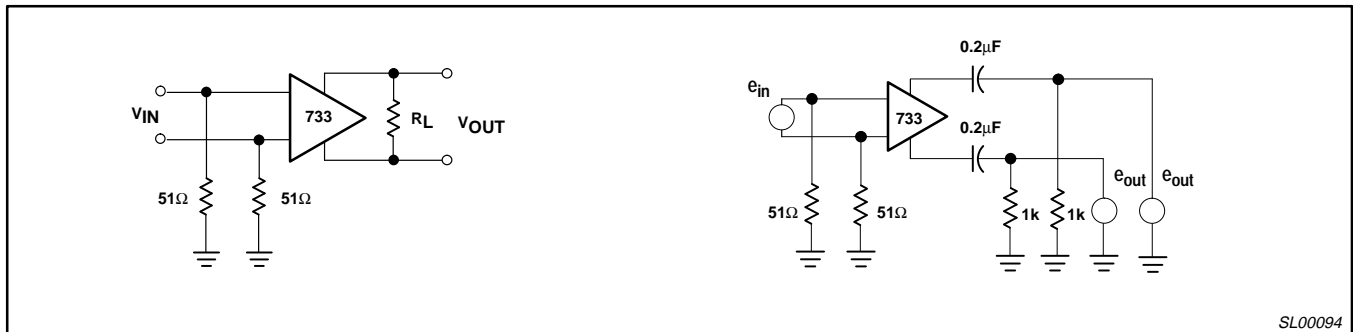 VIN
733
RL
VOUT
51Ω
51Ω
ein
733
0.2µF
0.2µF
51Ω
51Ω
1k
1k
eout
eout
SL00094